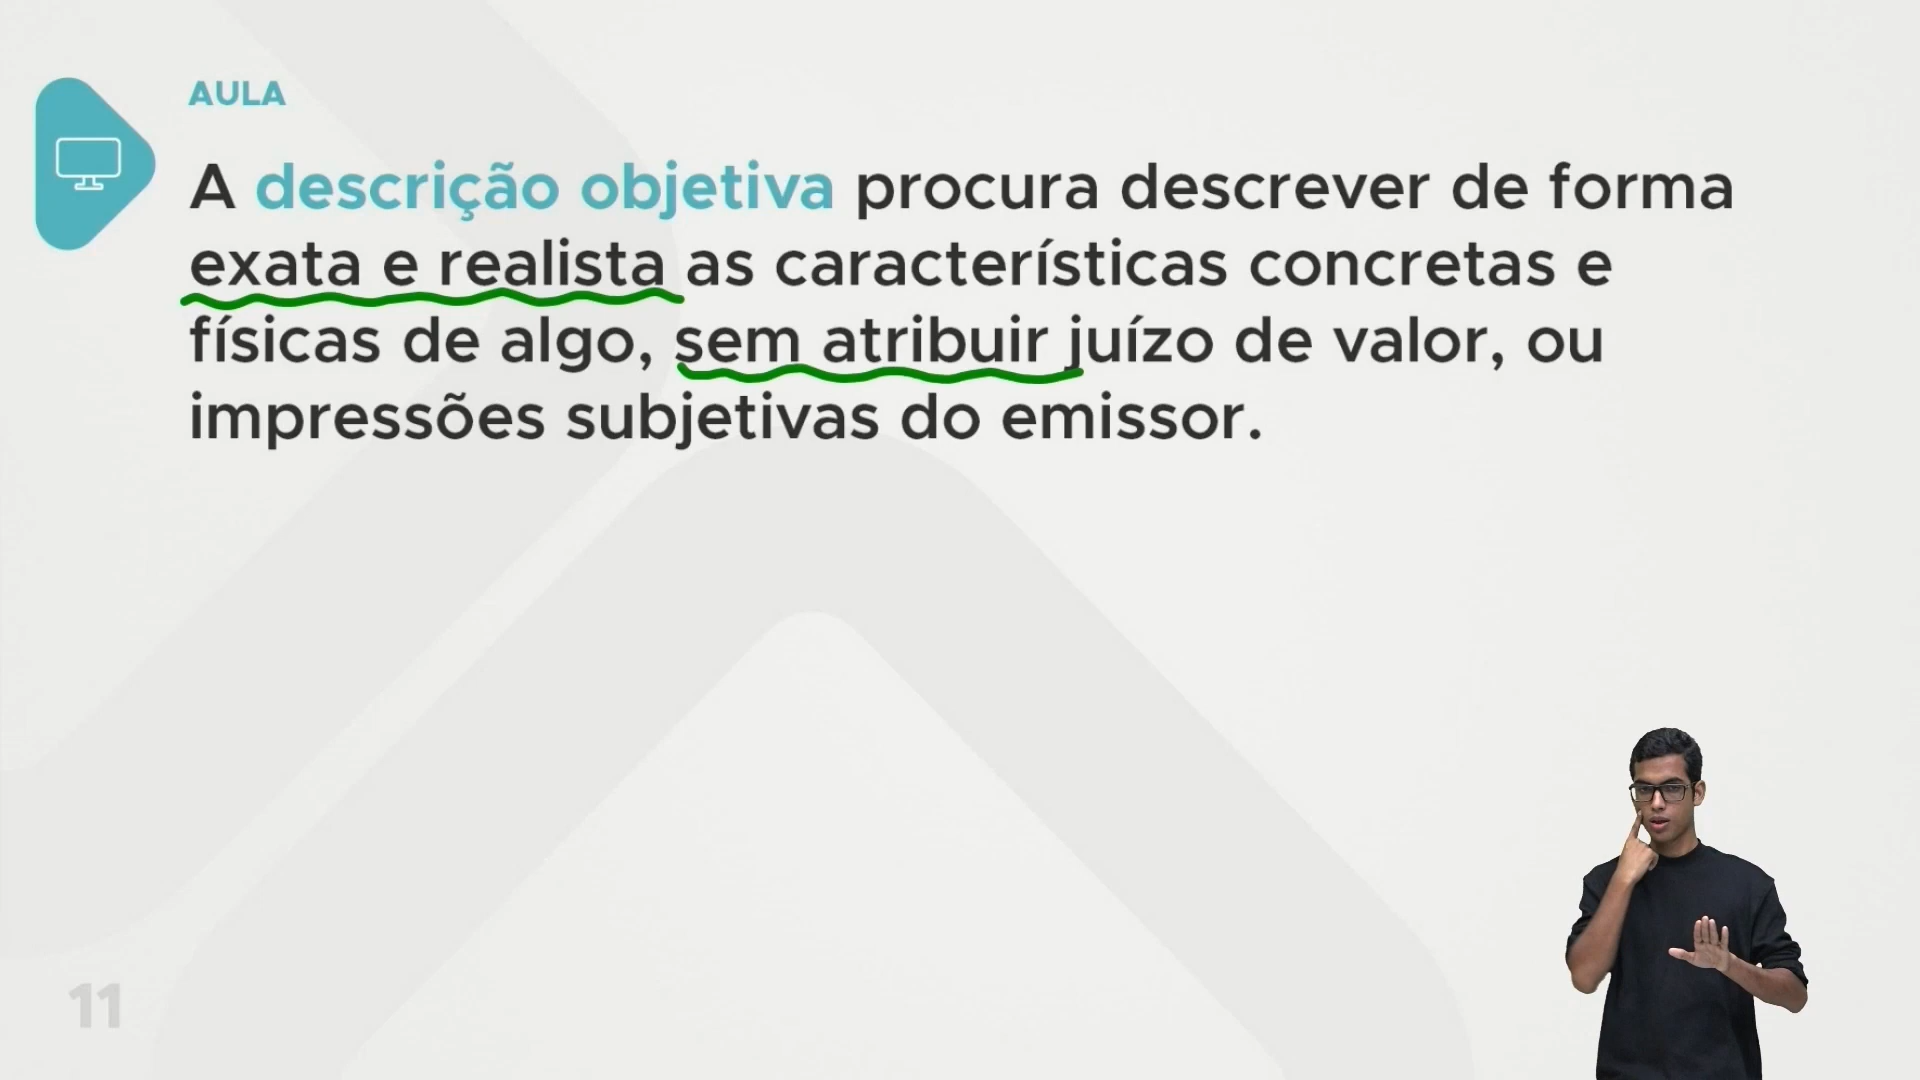 AULA
A descrição objetiva procura descrever de forma
exata e realista as características concretas e
físicas de algo, sem atribuir juízo de valor, ou
impressões subjetivas do emissor.
11